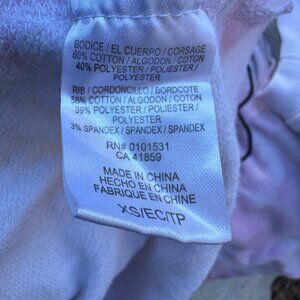 BODICE / EL CUERPO / CORSAGE
60% COTTON / ALGODON / COTON
40% POLYESTER / POLIESTER /
POLYESTER
RIB / CORDONCILLO / BORDCOTE
58% COTTON / ALGODON / COTON
39% POLYESTER / POLIESTER /
POLYESTER
3% SPANDEX / SPANDEX / SPANDEX
RN# 0101531
CA 41859
MADE IN CHINA
HECHO EN CHINA
FABRIQUE EN CHINE
XS/EC/TP